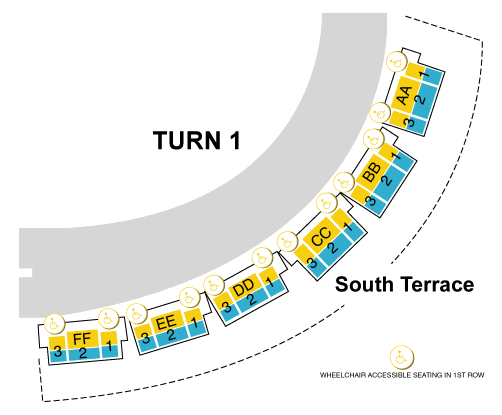 TURN 1
AA
1
2
3
BB
1
2
3
CC
1
2
3
DD
1
2
3
EE
1
2
3
FF
1
2
3
South Terrace
WHEELCHAIR ACCESSIBLE SEATING IN 1ST ROW